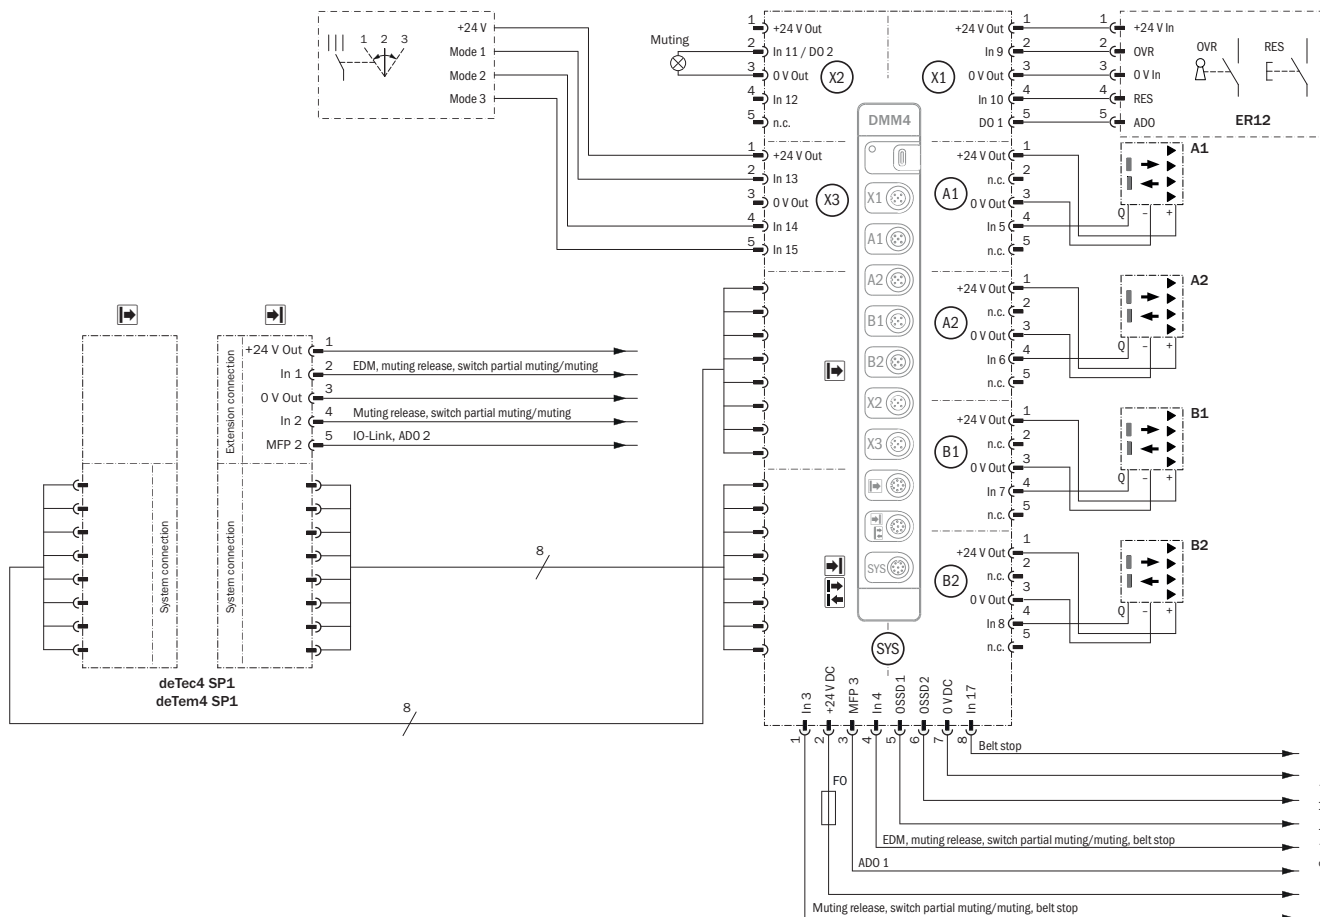 +24 V
Mode 1
Mode 2
Mode 3
1 2 3
Muting
1 +24 V Out
2 In 11 / DO 2
3 0 V Out
4 In 12
5 n.c.
X2
1 +24 V Out
2 In 13
3 0 V Out
4 In 14
5 In 15
X3
X1
+24 V Out 1
In 9 2
0 V Out 3
In 10 4
DO 1 5
1 +24 V In
2 OVR
3 0 V In
4 RES
5 ADO
OVR RES
ER12
DMM4
X1
A1
A2
B1
B2
X2
X3
SYS
A1
+24 V Out 1
n.c. 2
0 V Out 3
In 5 4
n.c. 5
A1
Q – +
A2
+24 V Out 1
n.c. 2
0 V Out 3
In 6 4
n.c. 5
A2
Q – +
B1
+24 V Out 1
n.c. 2
0 V Out 3
In 7 4
n.c. 5
B1
Q – +
B2
+24 V Out 1
n.c. 2
0 V Out 3
In 8 4
n.c. 5
B2
Q – +
Extension connection
+24 V Out 1
In 1 2 EDM, muting release, switch partial muting/muting
0 V Out 3
In 2 4 Muting release, switch partial muting/muting
MFP 2 5 IO-Link, ADO 2
System connection
System connection
deTec4 SP1
deTem4 SP1
8
8
SYS
In 3
+24 V DC
MFP 3
In 4
OSSD 1
OSSD 2
0 V DC
In 17
1 2 3 4 5 6 7 8
Belt stop
F0
EDM, muting release, switch partial muting/muting, belt stop
ADO 1
Muting release, switch partial muting/muting, belt stop